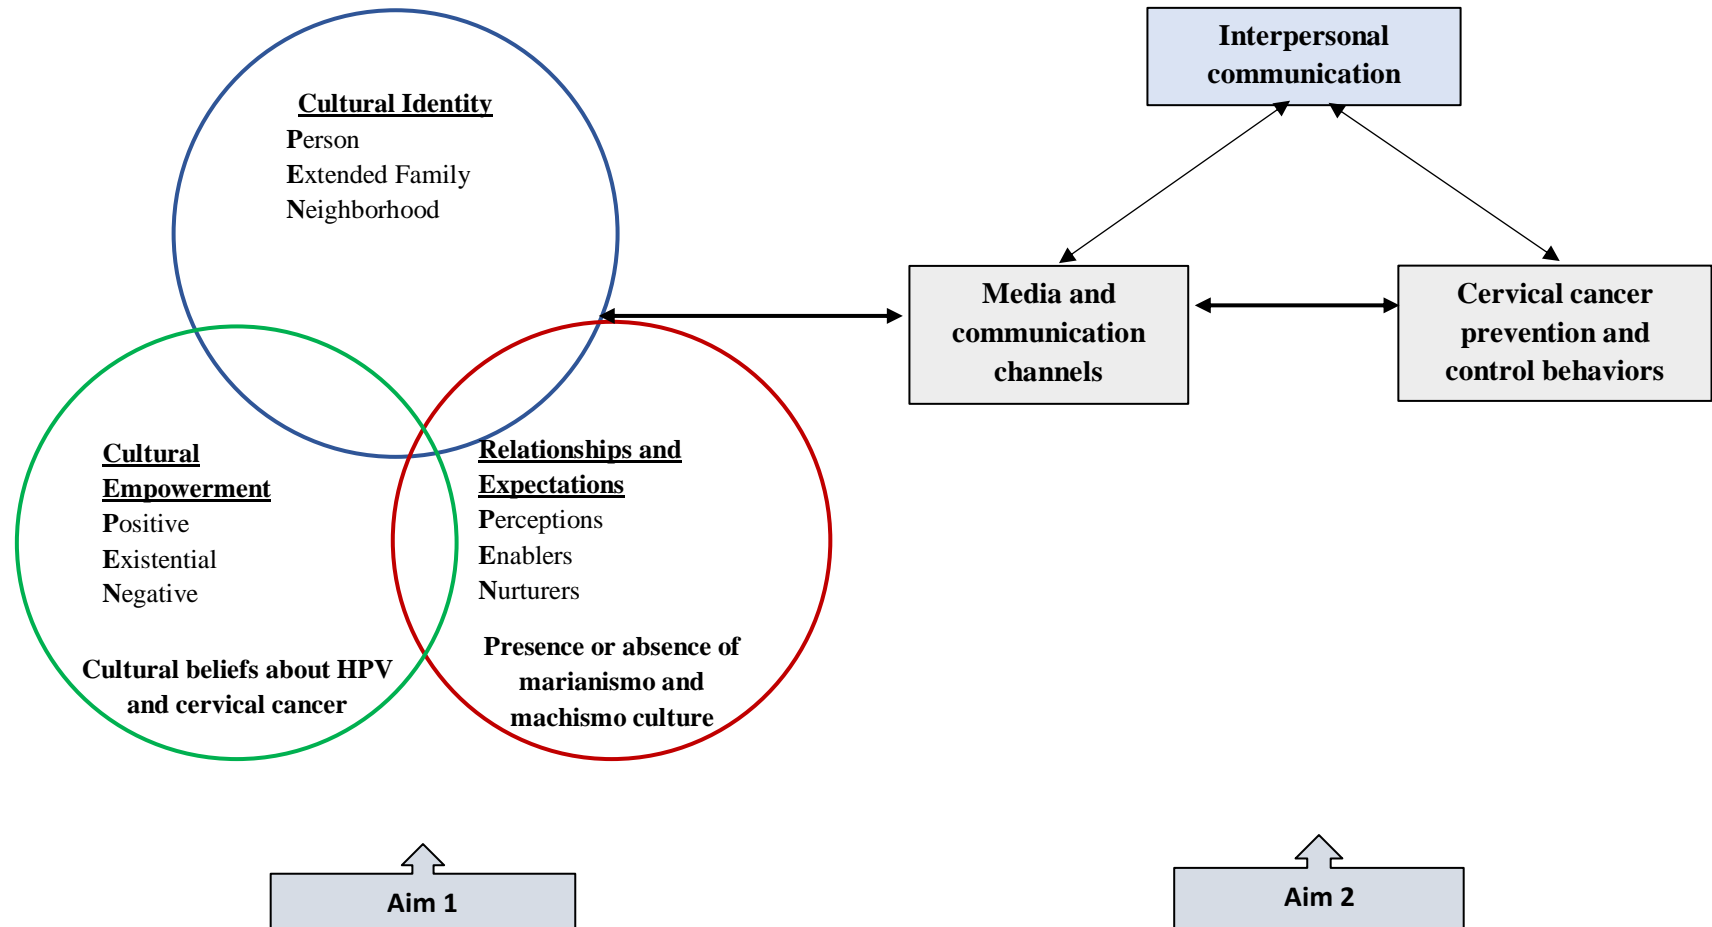 Cultural Identity
Person
Extended Family
Neighborhood
Cultural
Empowerment
Positive
Existential
Negative
Cultural beliefs about HPV
and cervical cancer
Relationships and
Expectations
Perceptions
Enablers
Nurturers
Presence or absence of
marianismo and
machismo culture
Interpersonal
communication
Media and
communication
channels
Cervical cancer
prevention and
control behaviors
Aim 1
Aim 2